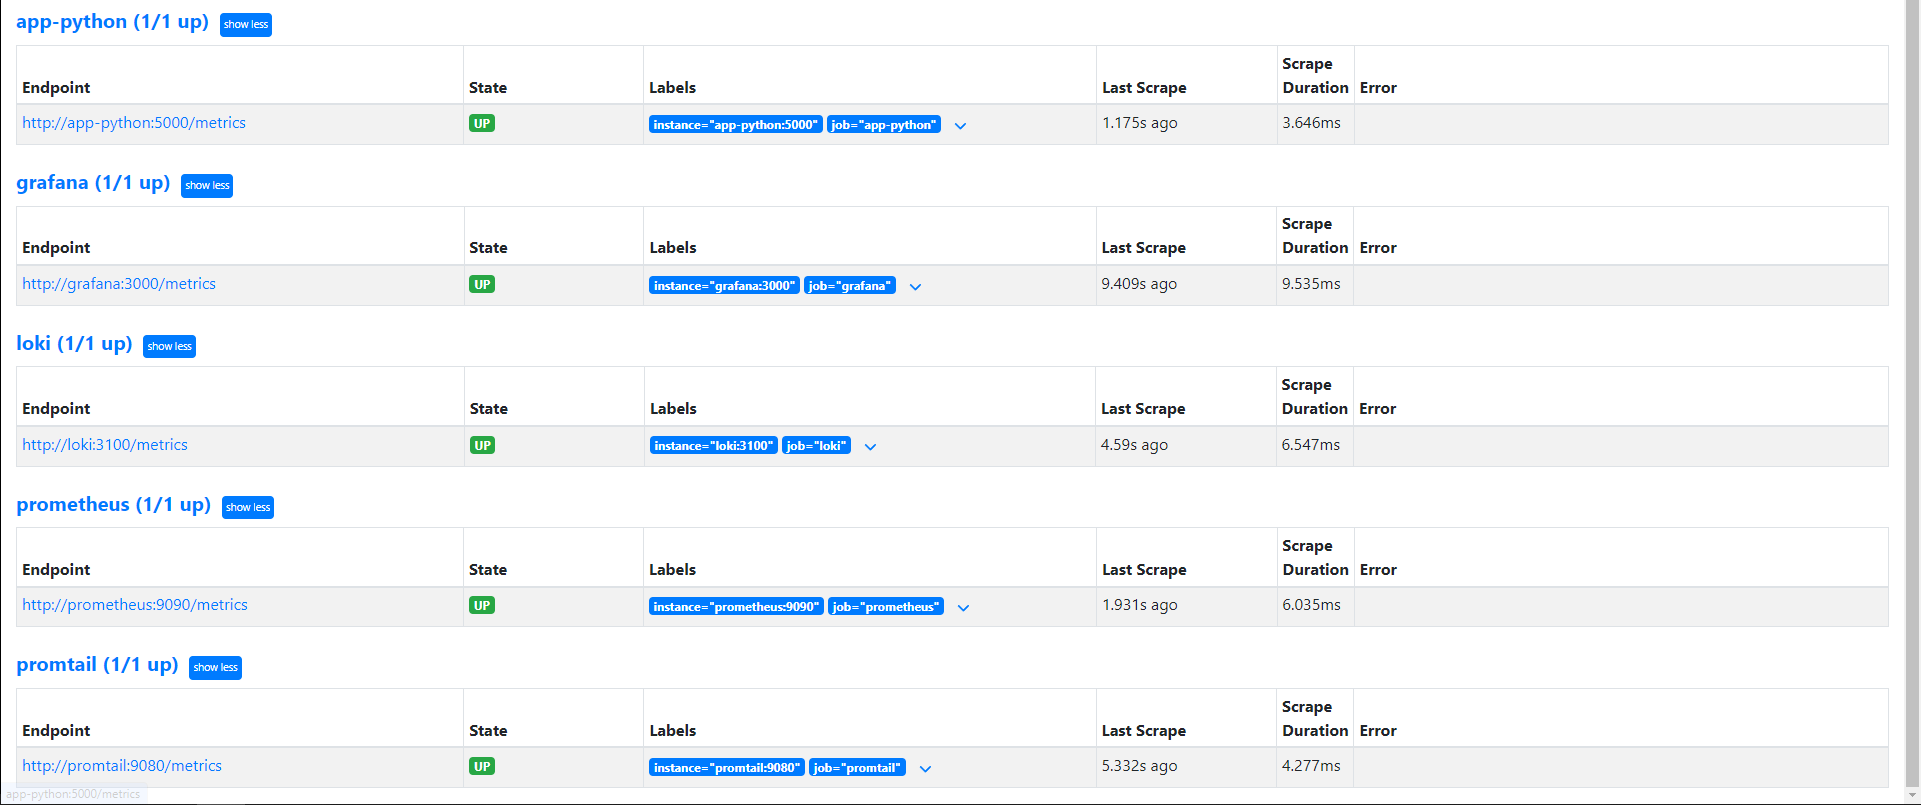 app-python (1/1 up) show less
Endpoint State Labels Last Scrape Scrape Duration Error
http://app-python:5000/metrics UP instance="app-python:5000" job="app-python" 1.175s ago 3.646ms
grafana (1/1 up) show less
Endpoint State Labels Last Scrape Scrape Duration Error
http://grafana:3000/metrics UP instance="grafana:3000" job="grafana" 9.409s ago 9.535ms
loki (1/1 up) show less
Endpoint State Labels Last Scrape Scrape Duration Error
http://loki:3100/metrics UP instance="loki:3100" job="loki" 4.59s ago 6.547ms
prometheus (1/1 up) show less
Endpoint State Labels Last Scrape Scrape Duration Error
http://prometheus:9090/metrics UP instance="prometheus:9090" job="prometheus" 1.931s ago 6.035ms
promtail (1/1 up) show less
Endpoint State Labels Last Scrape Scrape Duration Error
http://promtail:9080/metrics UP instance="promtail:9080" job="promtail" 5.332s ago 4.277ms
app-python:5000/metrics